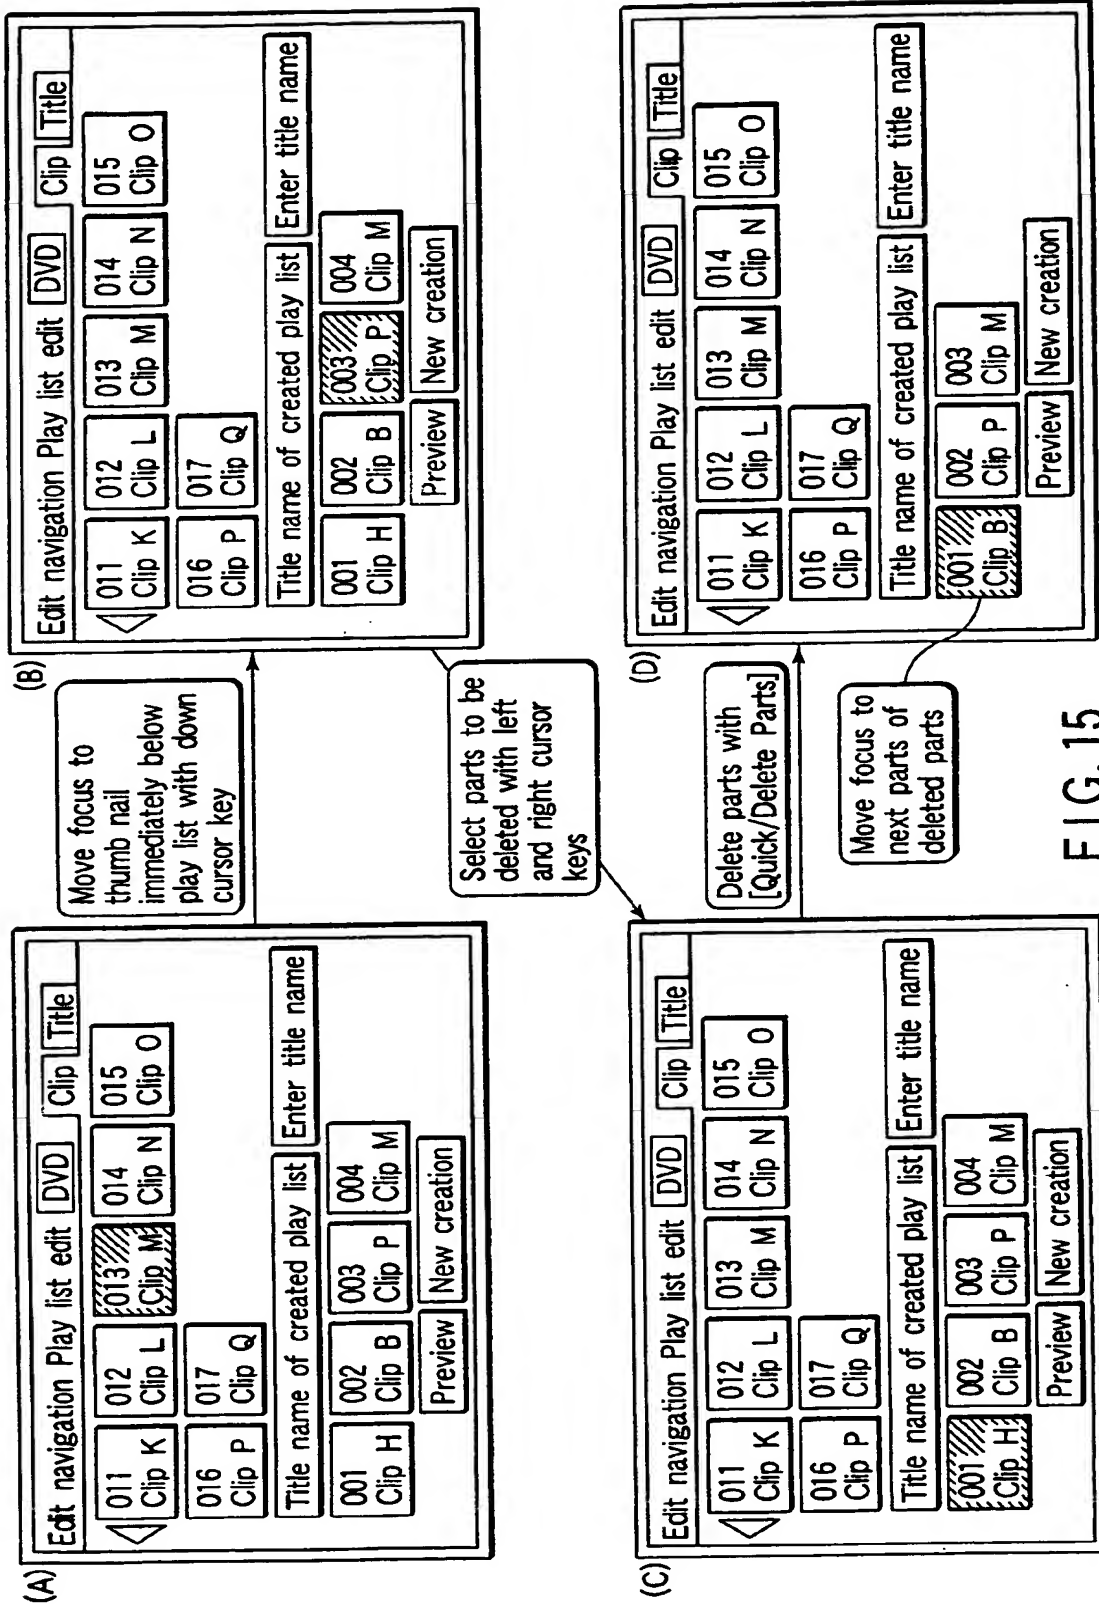 (A)
Edit navigation Play list edit DVD Clip Title
011 012 013 014 015
Clip K Clip L Clip M Clip N Clip O
016 017
Clip P Clip Q
Title name of created play list Enter title name
001 002 003 004
Clip H Clip B Clip P Clip M
Preview New creation
Move focus to
thumb nail
immediately below
play list with down
cursor key
(B)
Edit navigation Play list edit DVD Clip Title
011 012 013 014 015
Clip K Clip L Clip M Clip N Clip O
016 017
Clip P Clip Q
Title name of created play list Enter title name
001 002 003 004
Clip H Clip B Clip P Clip M
Preview New creation
Select parts to be
deleted with left
and right cursor
keys
(C)
Edit navigation Play list edit DVD Clip Title
011 012 013 014 015
Clip K Clip L Clip M Clip N Clip O
016 017
Clip P Clip Q
Title name of created play list Enter title name
001 002 003 004
Clip H Clip B Clip P Clip M
Preview New creation
Delete parts with
[Quick/Delete Parts]
Move focus to
next parts of
deleted parts
(D)
Edit navigation Play list edit DVD Clip Title
011 012 013 014 015
Clip K Clip L Clip M Clip N Clip O
016 017
Clip P Clip Q
Title name of created play list Enter title name
001 002 003
Clip B Clip P Clip M
Preview New creation
FIG. 15